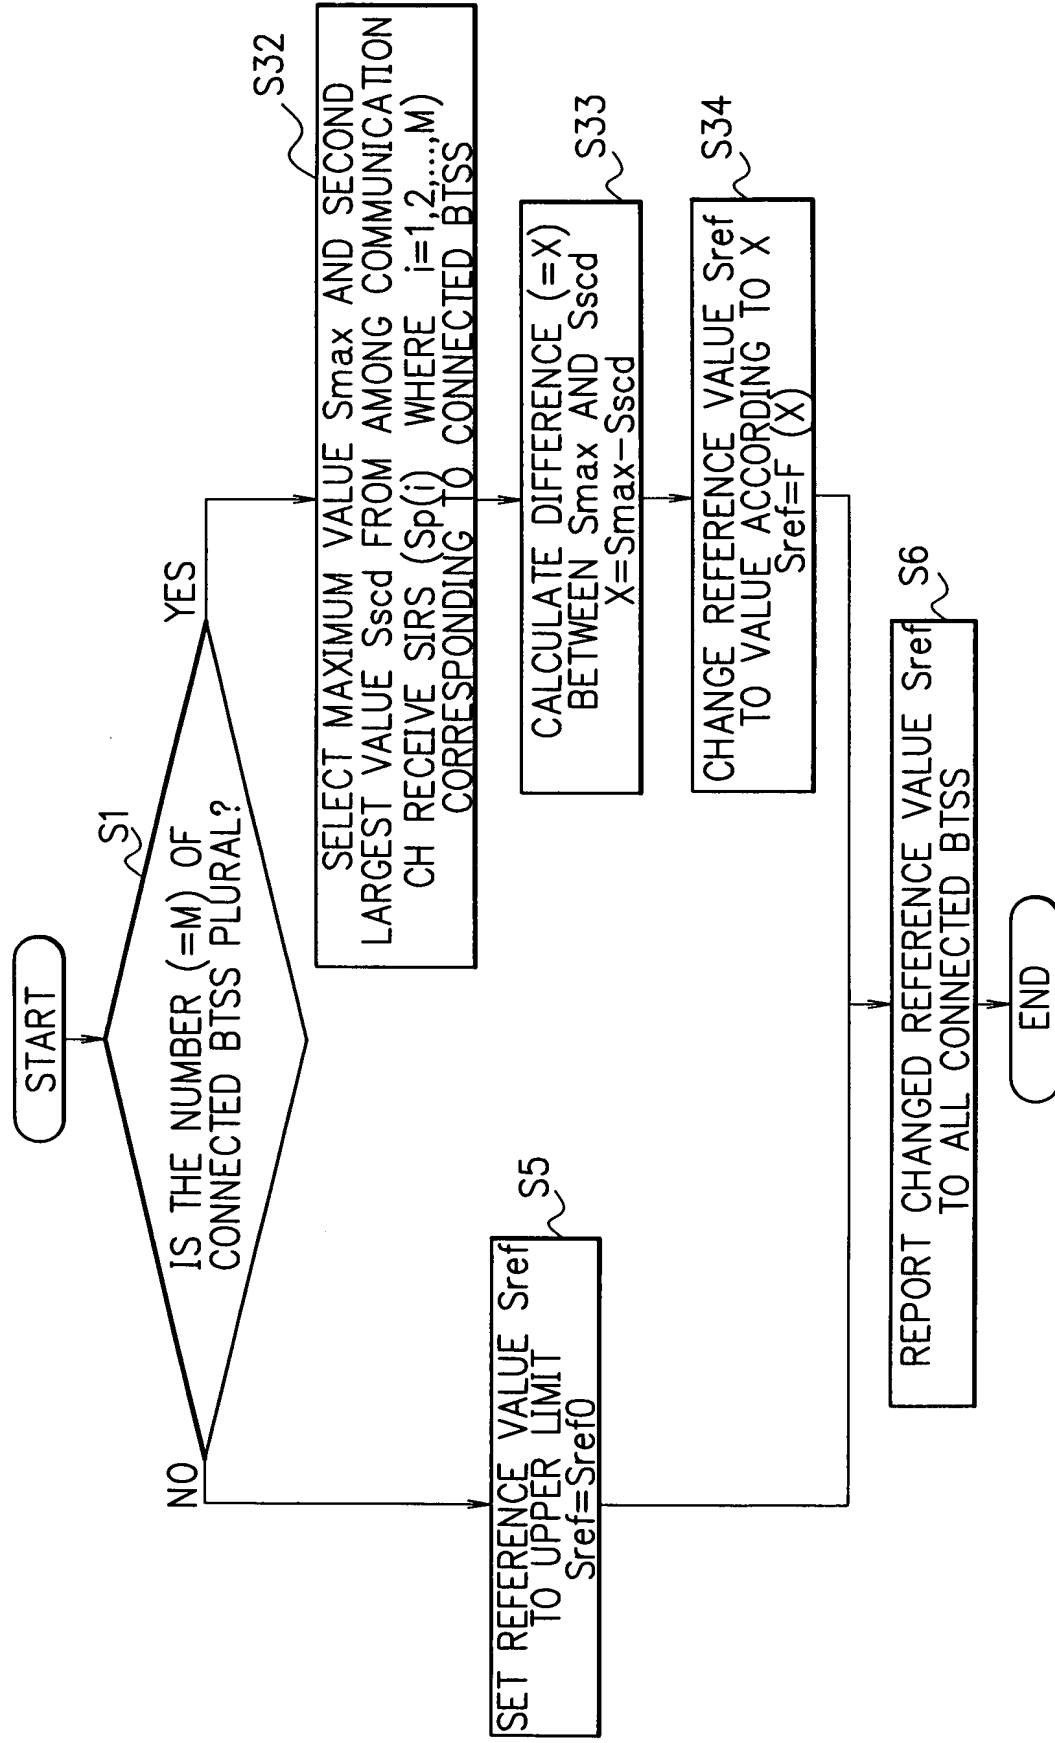 START
S1
IS THE NUMBER (=M) OF
CONNECTED BTSS PLURAL?
NO
YES
S32
SELECT MAXIMUM VALUE Smax AND SECOND
LARGEST VALUE Sscd FROM AMONG COMMUNICATION
CH RECEIVE SIRS (Sp(i) WHERE i=1,2,...,M)
CORRESPONDING TO CONNECTED BTSS
S33
CALCULATE DIFFERENCE (=X)
BETWEEN Smax AND Sscd
X=Smax-Sscd
S34
CHANGE REFERENCE VALUE Sref
TO VALUE ACCORDING TO X
Sref=F (X)
S5
SET REFERENCE VALUE Sref
TO UPPER LIMIT
Sref=Sref0
S6
REPORT CHANGED REFERENCE VALUE Sref
TO ALL CONNECTED BTSS
END